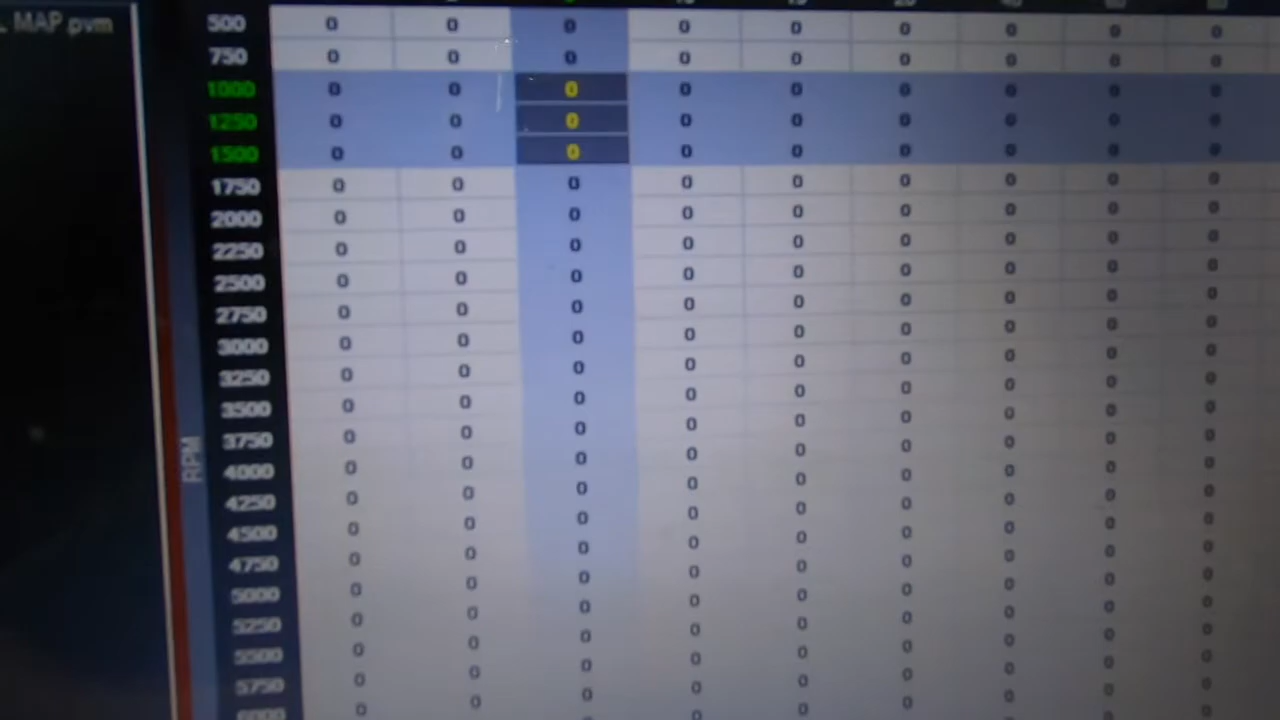 L MAP.pvm
500 0 0 0 0 0 0 0 0 0
750 0 0 0 0 0 0 0 0 0
1000 0 0 0 0 0 0 0 0 0
1250 0 0 0 0 0 0 0 0 0
1500 0 0 0 0 0 0 0 0 0
1750 0 0 0 0 0 0 0 0 0
2000 0 0 0 0 0 0 0 0 0
2250 0 0 0 0 0 0 0 0 0
2500 0 0 0 0 0 0 0 0 0
2750 0 0 0 0 0 0 0 0 0
3000 0 0 0 0 0 0 0 0 0
3250 0 0 0 0 0 0 0 0 0
3500 0 0 0 0 0 0 0 0 0
3750 0 0 0 0 0 0 0 0 0
4000 0 0 0 0 0 0 0 0 0
4250 0 0 0 0 0 0 0 0 0
4500 0 0 0 0 0 0 0 0 0
4750 0 0 0 0 0 0 0 0 0
5000 0 0 0 0 0 0 0 0 0
5250 0 0 0 0 0 0 0 0 0
5500 0 0 0 0 0 0 0 0 0
5750 0 0 0 0 0 0 0 0 0
6000 0 0 0 0 0 0 0
RPM